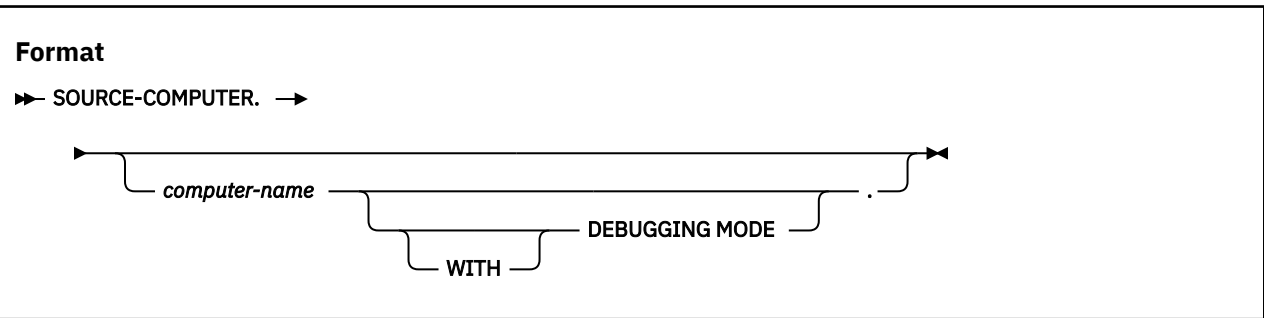 Format
SOURCE-COMPUTER.
computer-name .
DEBUGGING MODE
WITH